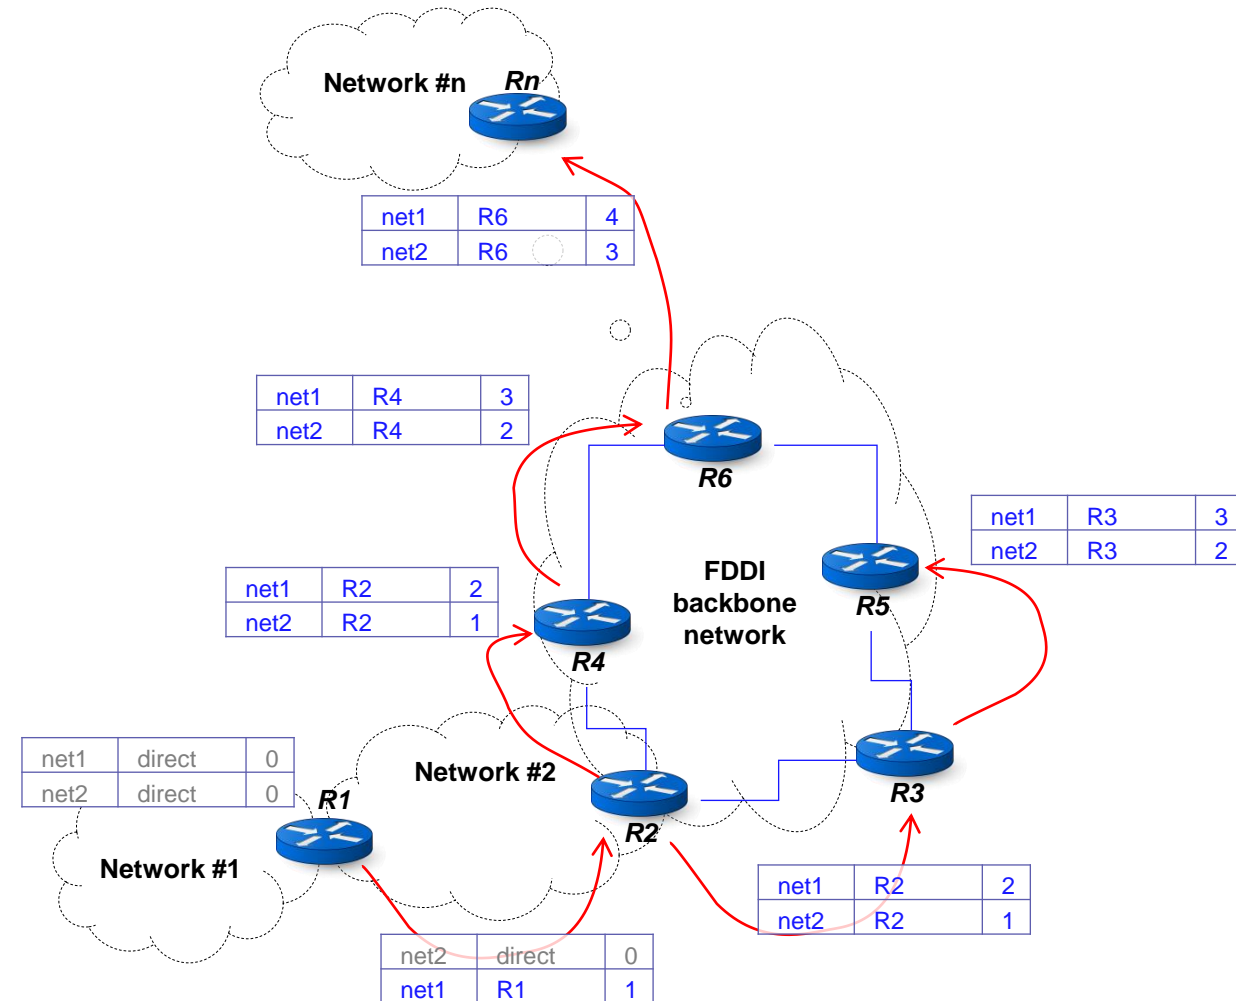 Network #n
Rn
net1 R6 4
net2 R6 3
net1 R4 3
net2 R4 2
R6
net1 R3 3
net2 R3 2
FDDI
backbone
network
R5
net1 R2 2
net2 R2 1
R4
net1 direct 0
net2 direct 0
Network #2
R1
R2
R3
Network #1
net1 R2 2
net2 R2 1
net2 direct 0
net1 R1 1